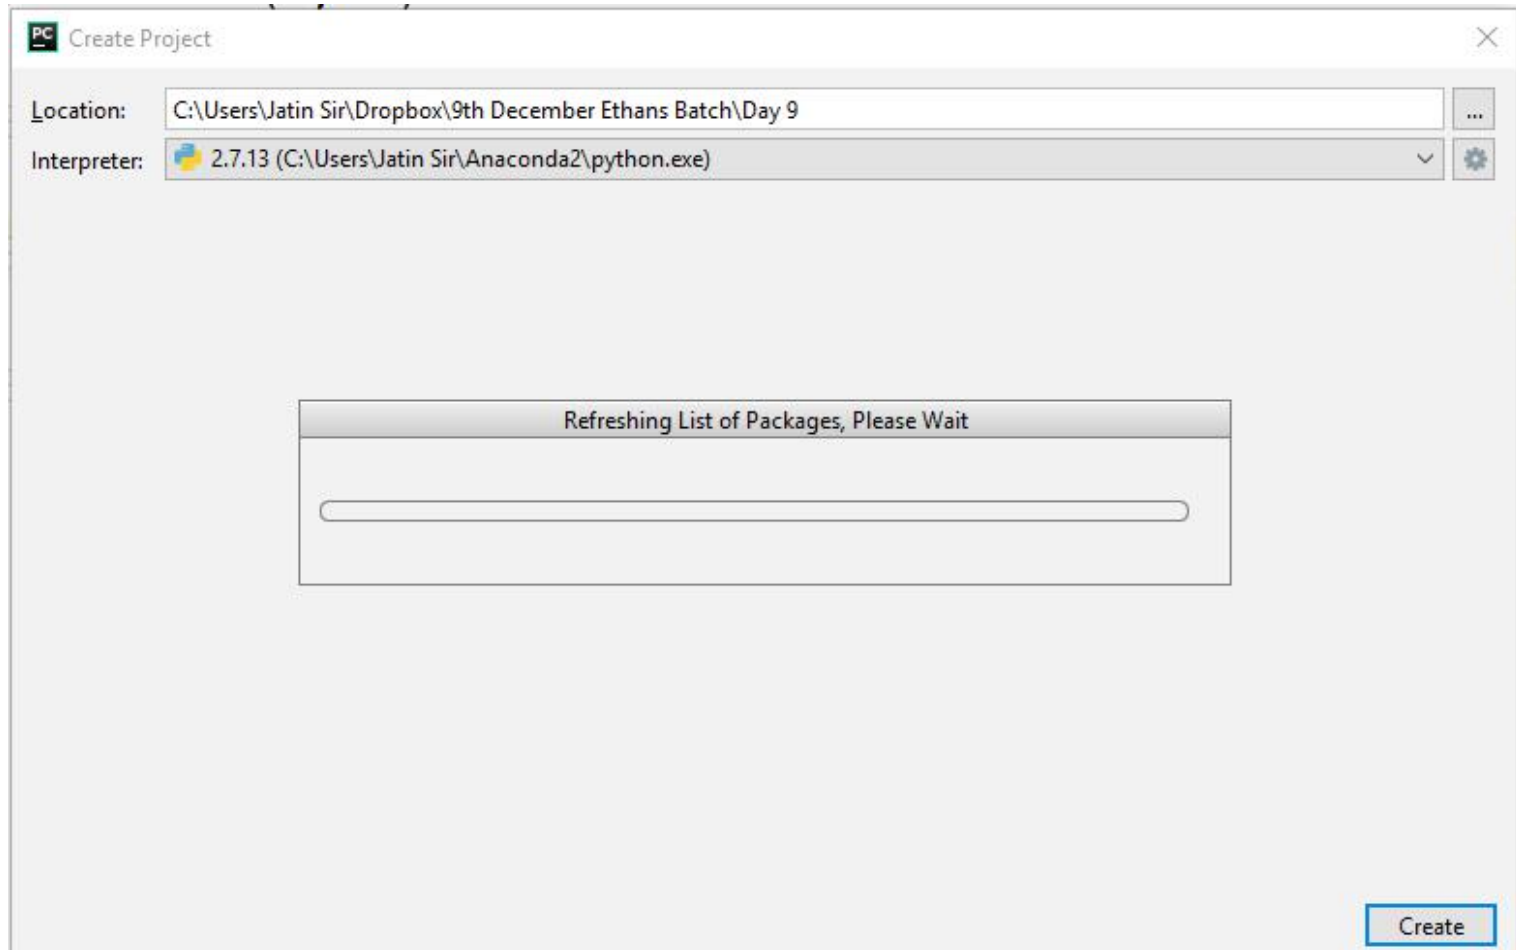 PC Create Project
Location: C:\Users\Jatin Sir\Dropbox\9th December Ethans Batch\Day 9 ...
Interpreter: 2.7.13 (C:\Users\Jatin Sir\Anaconda2\python.exe)
Refreshing List of Packages, Please Wait
Create